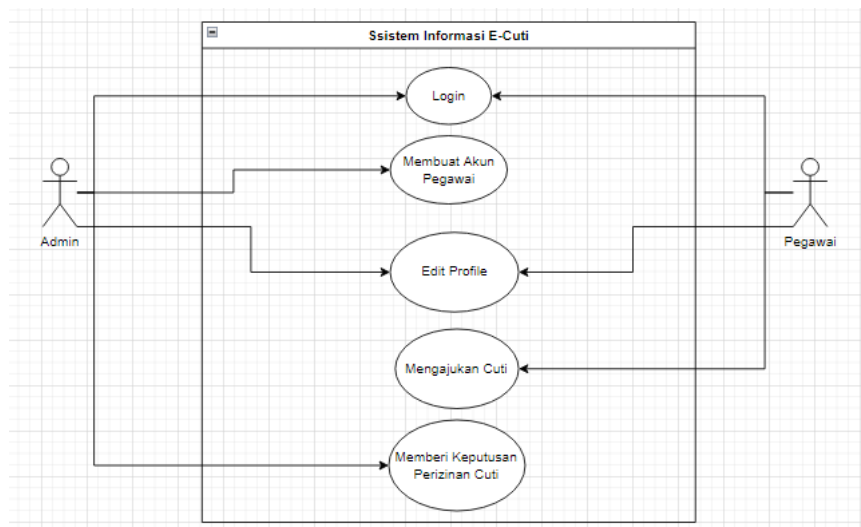 Ssistem Informasi E-Cuti
Login
Membuat Akun
Pegawai
Admin
Pegawai
Edit Profile
Mengajukan Cuti
Memberi Keputusan
Perizinan Cuti